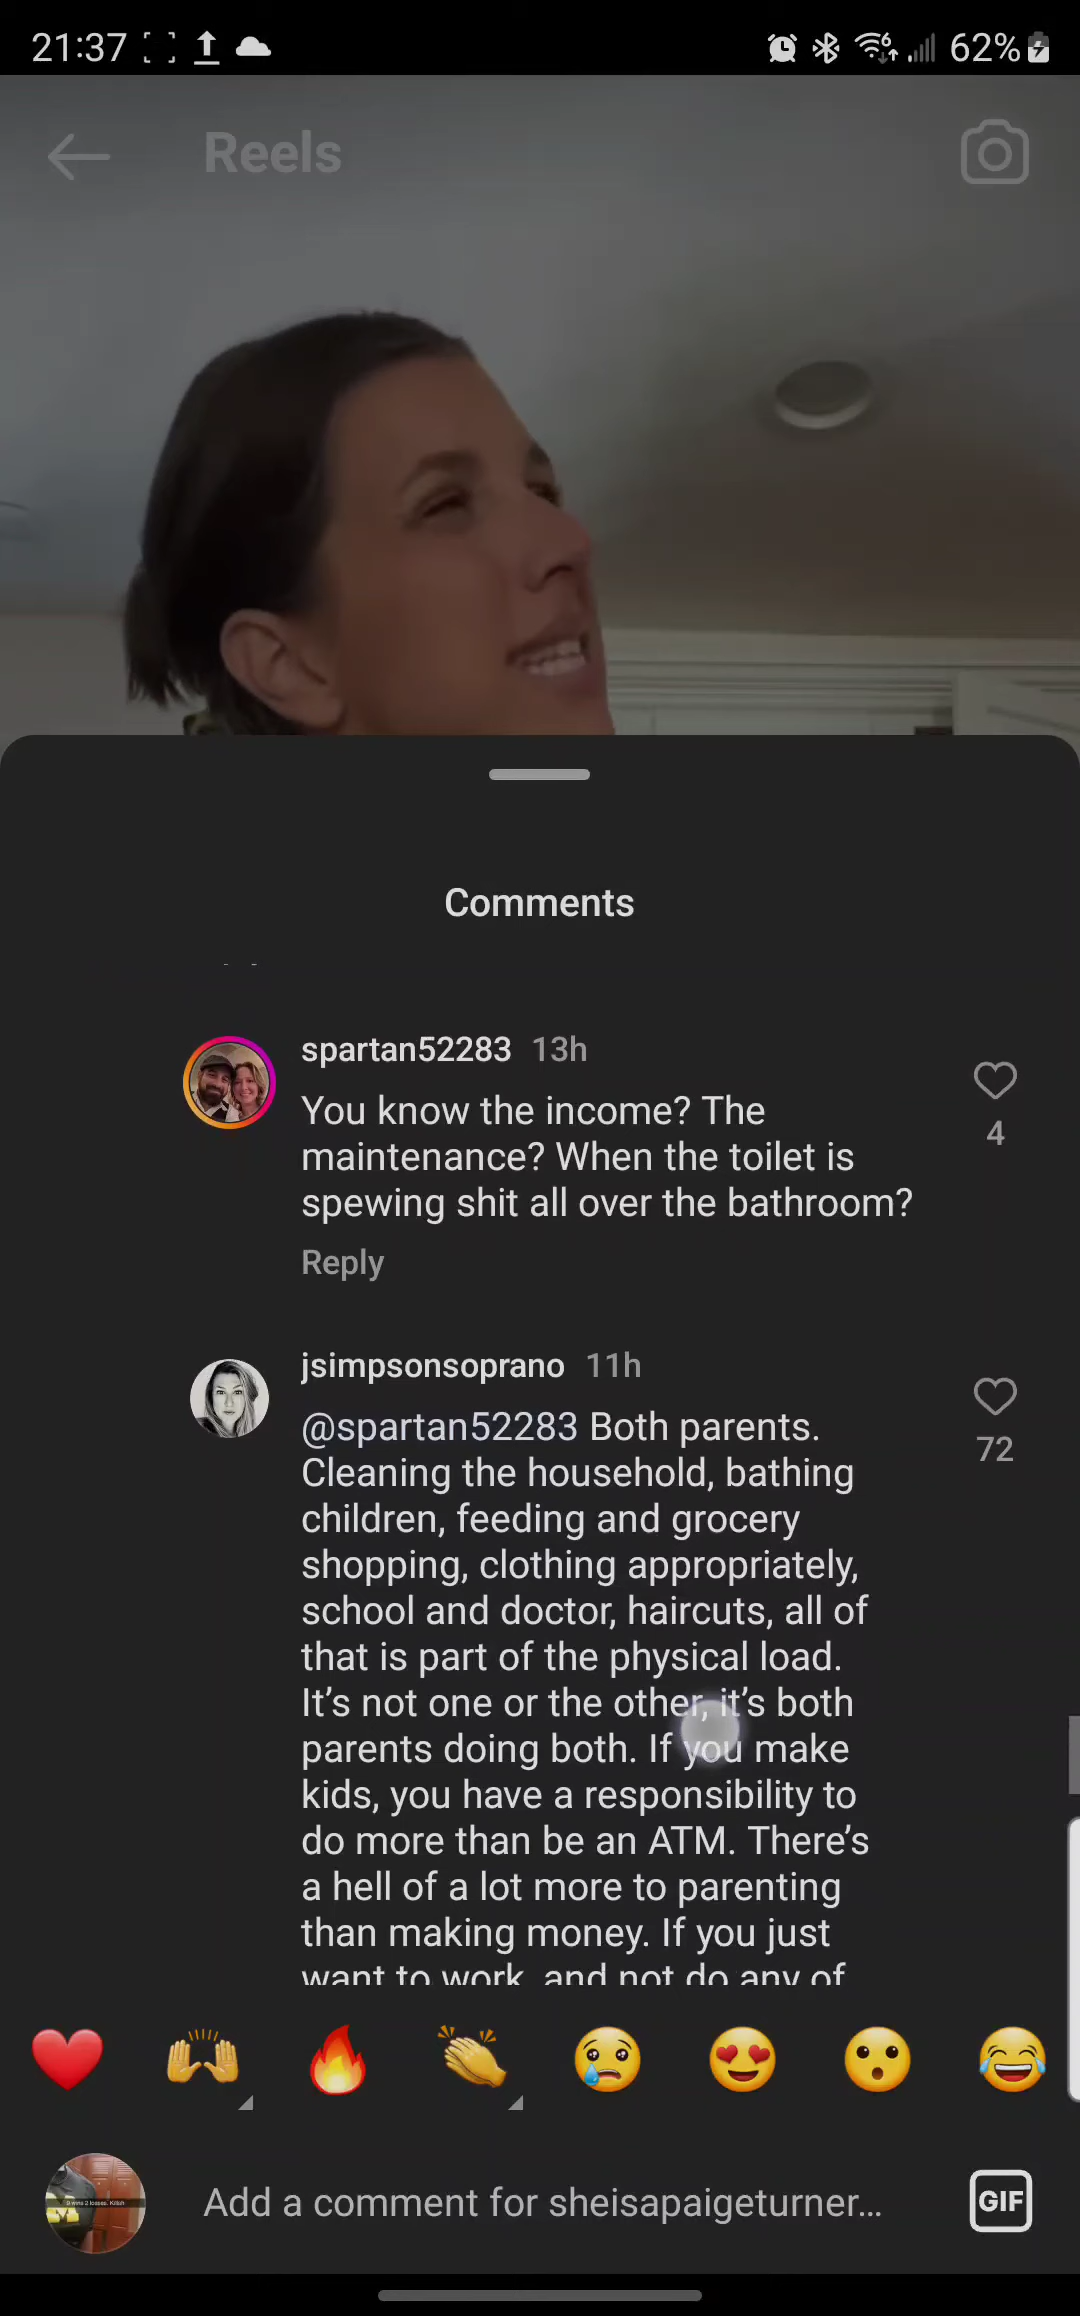 21:37 62%
Reels
Comments
spartan52283 13h
You know the income? The
maintenance? When the toilet is
spewing shit all over the bathroom?
4
Reply
jsimpsonsoprano 11h
@spartan52283 Both parents.
72
Cleaning the household, bathing
children, feeding and grocery
shopping, clothing appropriately,
school and doctor, haircuts, all of
that is part of the physical load.
It’s not one or the other, it’s both
parents doing both. If you make
kids, you have a responsibility to
do more than be an ATM. There’s
a hell of a lot more to parenting
than making money. If you just
want to work, and not do any of
Add a comment for sheisapaigeturner...
GIF